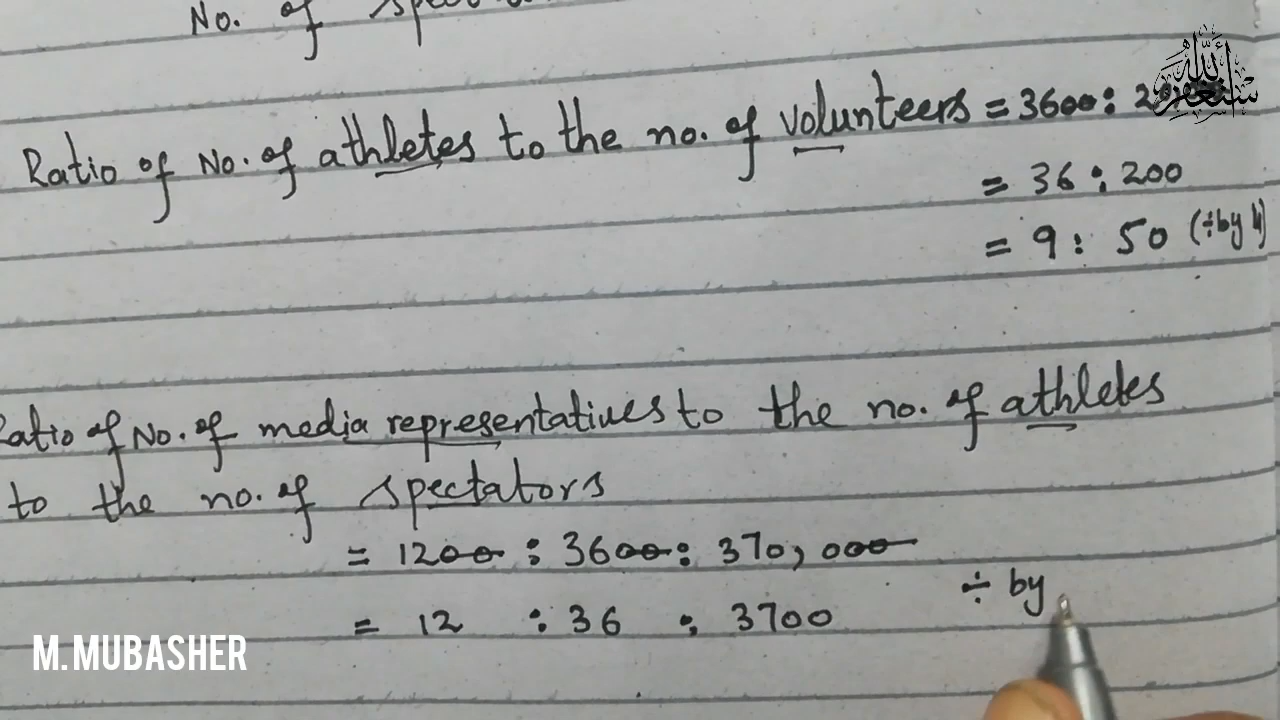 No. of
Ratio of No. of athletes to the no. of volunteers = 3600 : 2
= 36 : 200
= 9 : 50 (÷by 4)
Ratio of No. of media representatives to the no. of athletes
to the no. of spectators
= 1200 : 3600 : 370,000
= 12 : 36 : 3700 ÷ by
M.MUBASHER